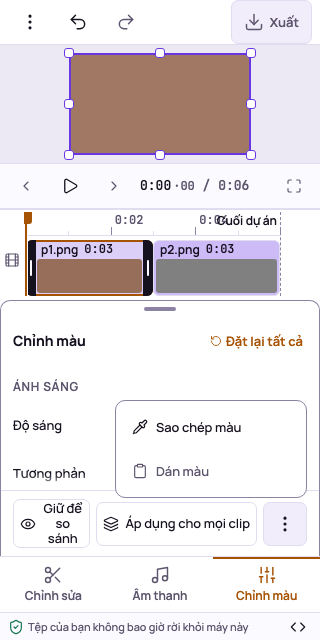 Xuất
0:00·00 / 0:06
0:02
Cuối dự án
p1.png 0:03
p2.png 0:03
Chỉnh màu
Đặt lại tất cả
ÁNH SÁNG
Độ sáng
Sao chép màu
Tương phản
Dán màu
Giữ để
so
sánh
Áp dụng cho mọi clip
Chỉnh sửa
Âm thanh
Chỉnh màu
Tệp của bạn không bao giờ rời khỏi máy này